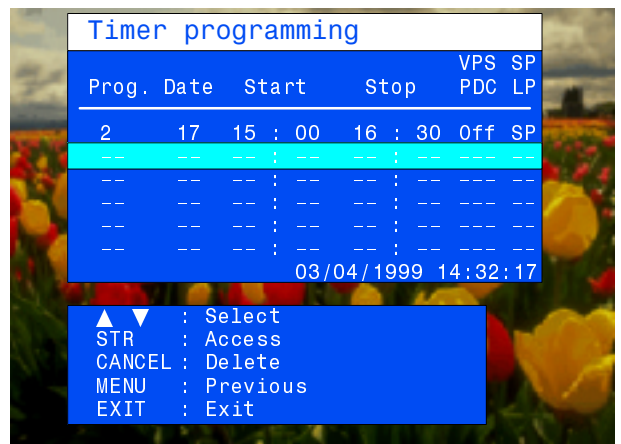 Timer programming
VPS SP
Prog. Date Start Stop PDC LP
2 17 15 : 00 16 : 30 Off SP
-- -- -- : -- -- : -- --- --
-- -- -- : -- -- : -- --- --
-- -- -- : -- -- : -- --- --
-- -- -- : -- -- : -- --- --
-- -- -- : -- -- : -- --- --
03/04/1999 14:32:17
▲ ▼ : Select
STR : Access
CANCEL : Delete
MENU : Previous
EXIT : Exit